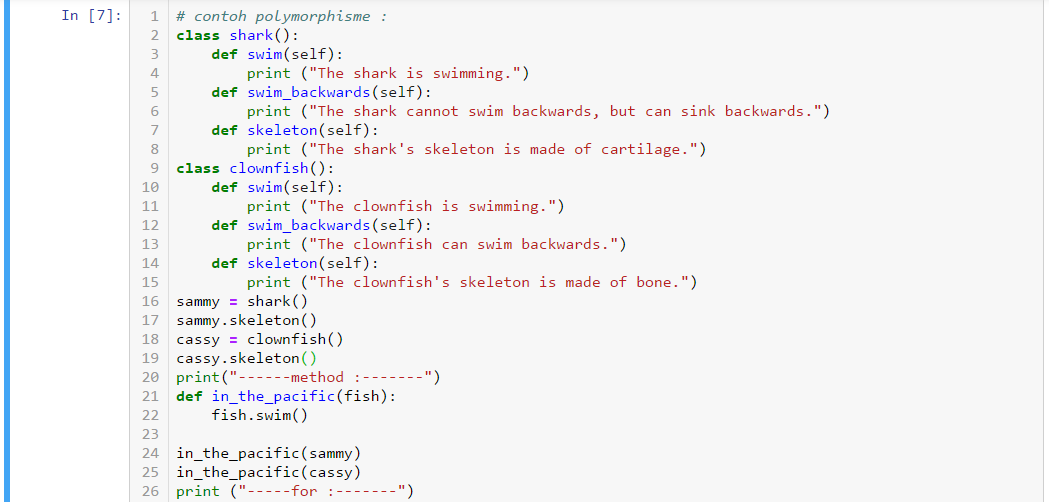 In [7]:
1 # contoh polymorphisme :
2 class shark():
3     def swim(self):
4         print ("The shark is swimming.")
5     def swim_backwards(self):
6         print ("The shark cannot swim backwards, but can sink backwards.")
7     def skeleton(self):
8         print ("The shark's skeleton is made of cartilage.")
9 class clownfish():
10     def swim(self):
11         print ("The clownfish is swimming.")
12     def swim_backwards(self):
13         print ("The clownfish can swim backwards.")
14     def skeleton(self):
15         print ("The clownfish's skeleton is made of bone.")
16 sammy = shark()
17 sammy.skeleton()
18 cassy = clownfish()
19 cassy.skeleton()
20 print("------method :-------")
21 def in_the_pacific(fish):
22     fish.swim()
23
24 in_the_pacific(sammy)
25 in_the_pacific(cassy)
26 print ("-----for :-------")